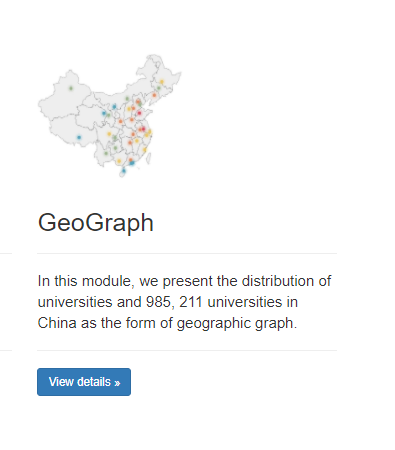 GeoGraph
In this module, we present the distribution of
universities and 985, 211 universities in
China as the form of geographic graph.
View details »